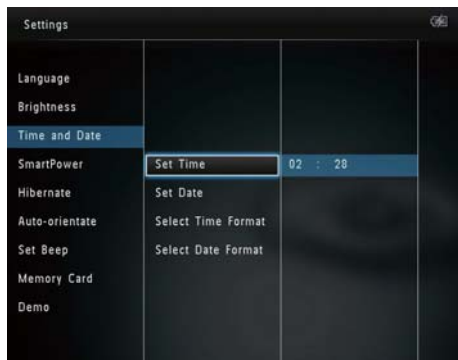 Settings
Language
Brightness
Time and Date
SmartPower
Hibernate
Auto-orientate
Set Beep
Memory Card
Demo
Set Time
Set Date
Select Time Format
Select Date Format
02 : 28